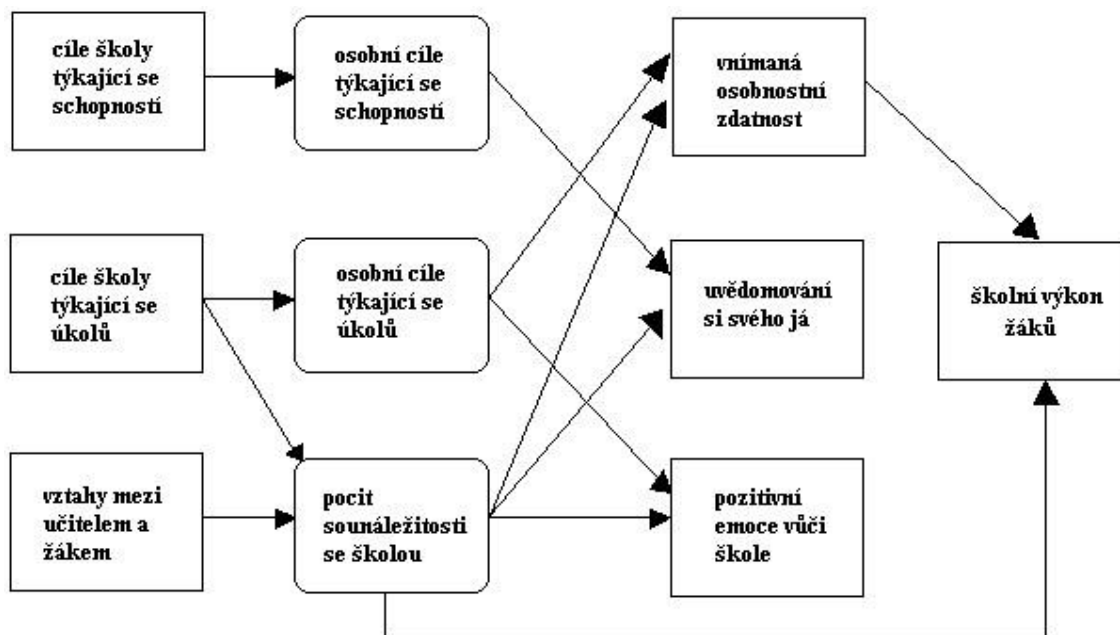 cíle školy
týkající se
schopností
osobní cíle
týkající se
schopností
vnímaná
osobnostní
zdatnost
cíle školy
týkající se
úkolů
osobní cíle
týkající se
úkolů
uvědomování
si svého já
školní výkon
žáků
vztahy mezi
učitelem a
žákem
pocit
sounáležitosti
se školou
pozitivní
emoce vůči
škole